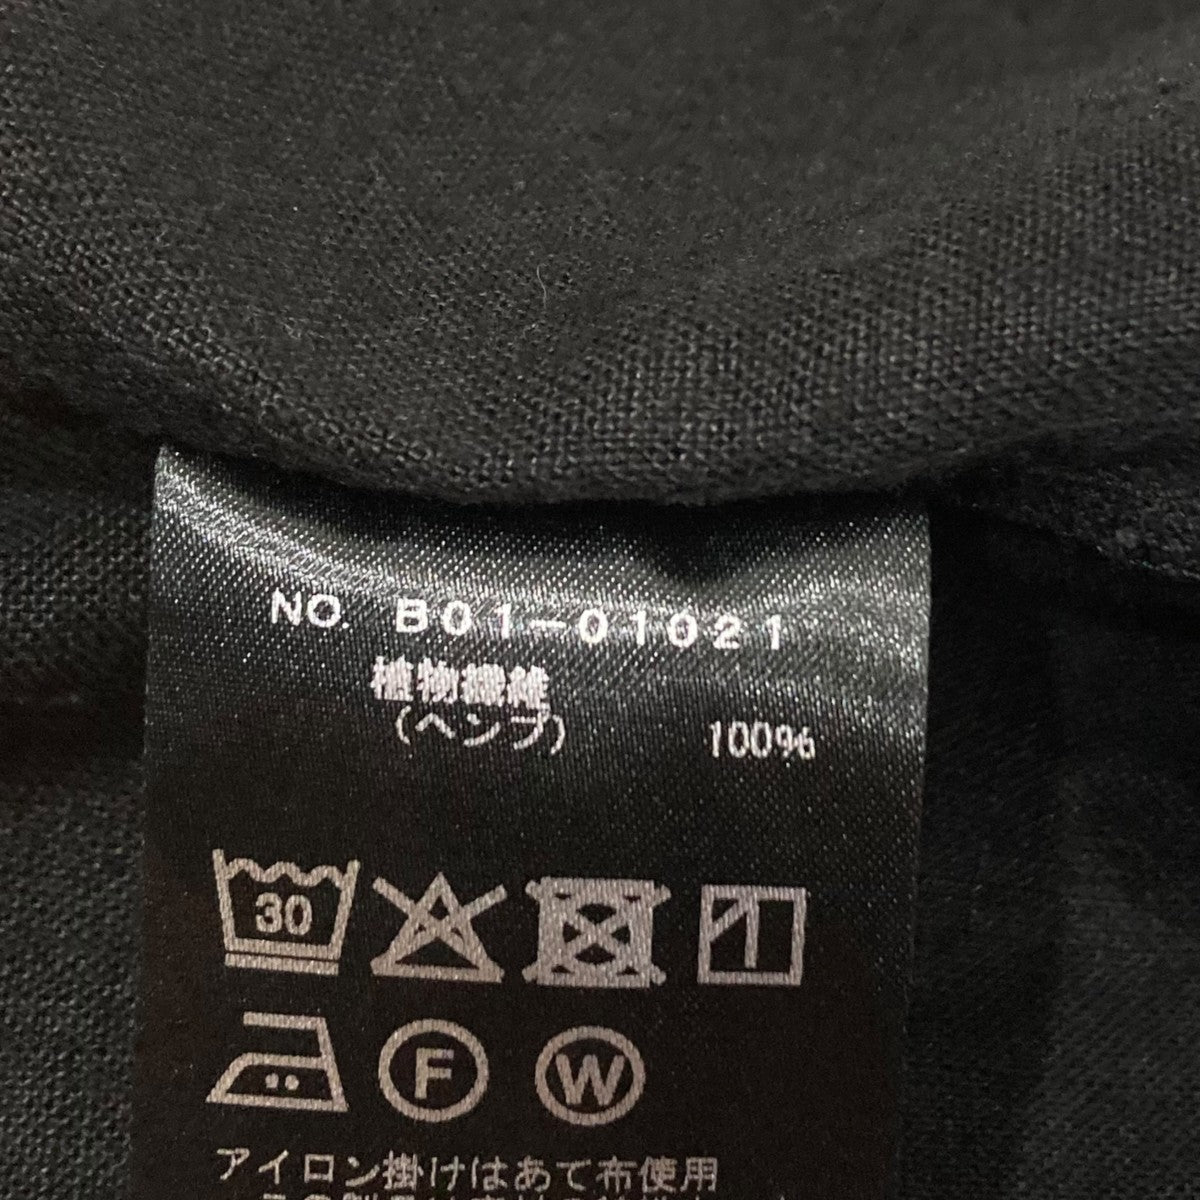 NO. B01-01021
植物繊維
(ヘンプ) 100%
30
F W
アイロン掛けはあて布使用